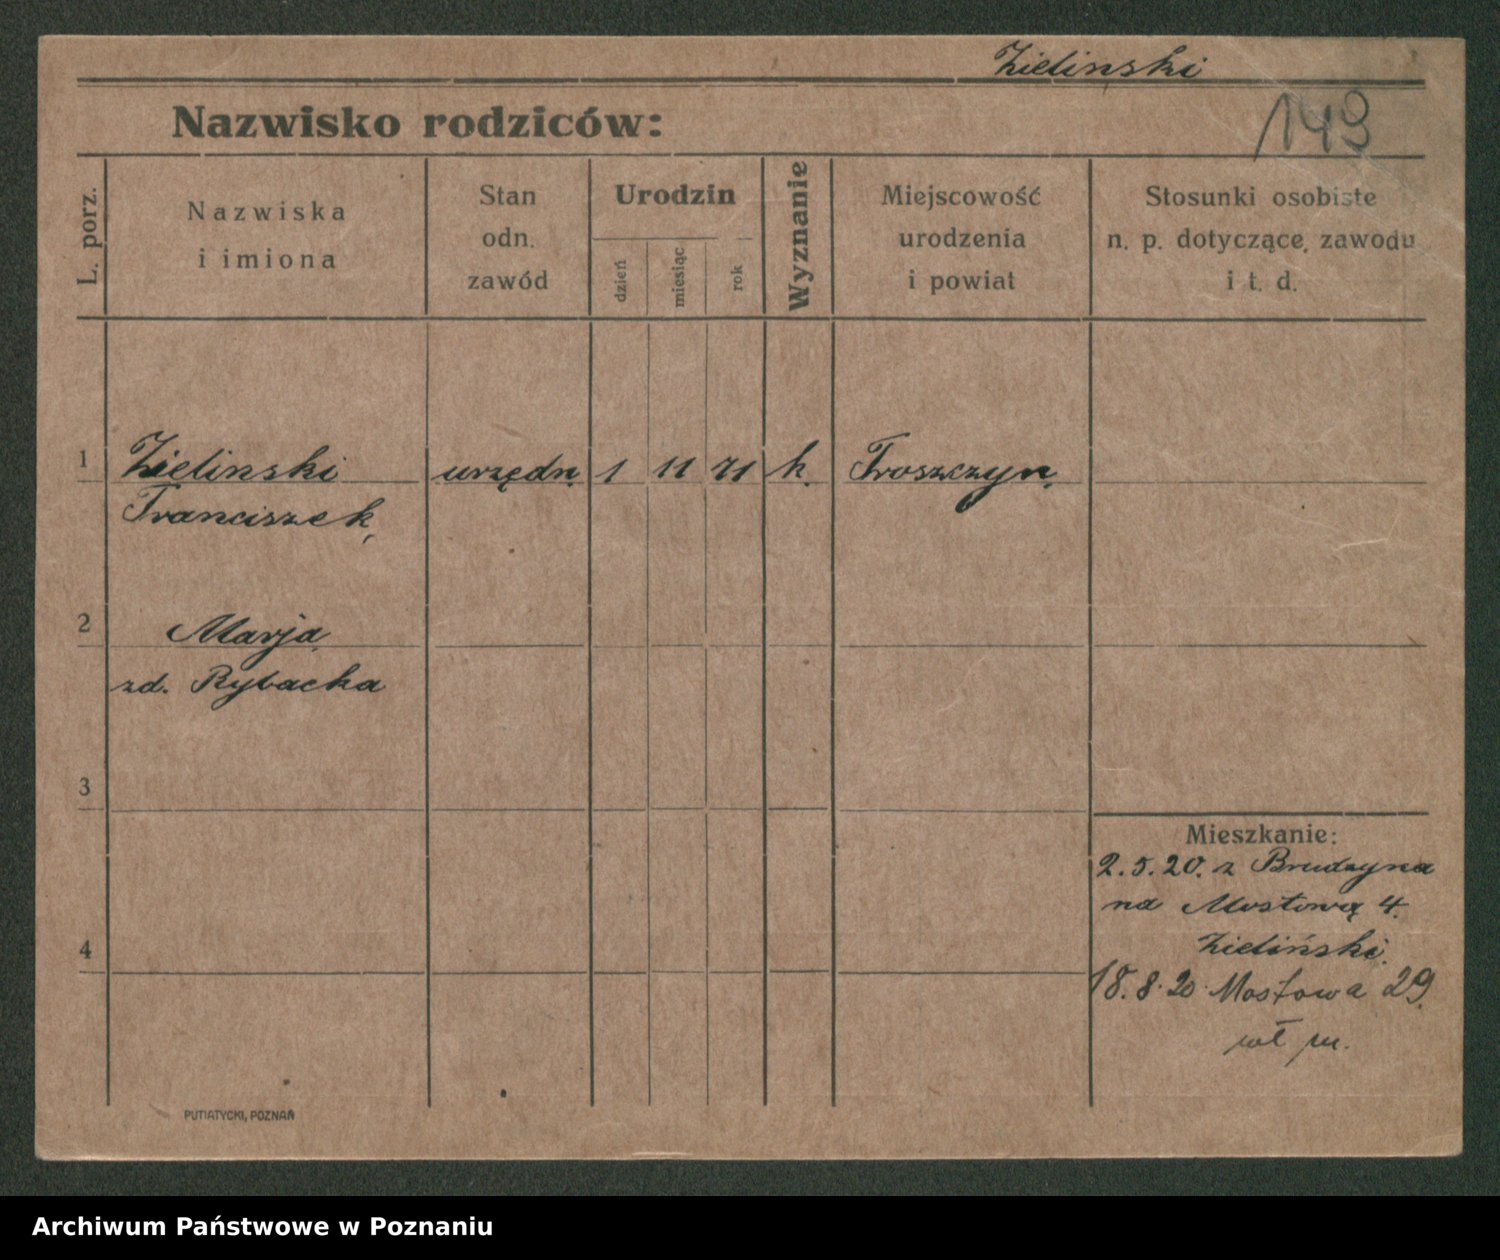 Zielinski
149
Nazwisko rodziców:
L. porz.
Nazwiska
i imiona
Stan
odn.
zawód
Urodzin
dzień
miesiąc
rok
Wyznanie
Miejscowość
urodzenia
i powiat
Stosunki osobiste
n. p. dotyczące zawodu
i t. d.
1 Zielinski urzędn. 1 11 71 k. Troszczyn.
Franciszek,
2 Marja
zd. Rybacka
3
Mieszkanie:
2.5.20. z Brudzyna
na Mostową 4.
Zieliński.
4
18.8.20. Mostowa 29.
wł m.
PUTIATYCKI, POZNAŃ
Archiwum Państwowe w Poznaniu